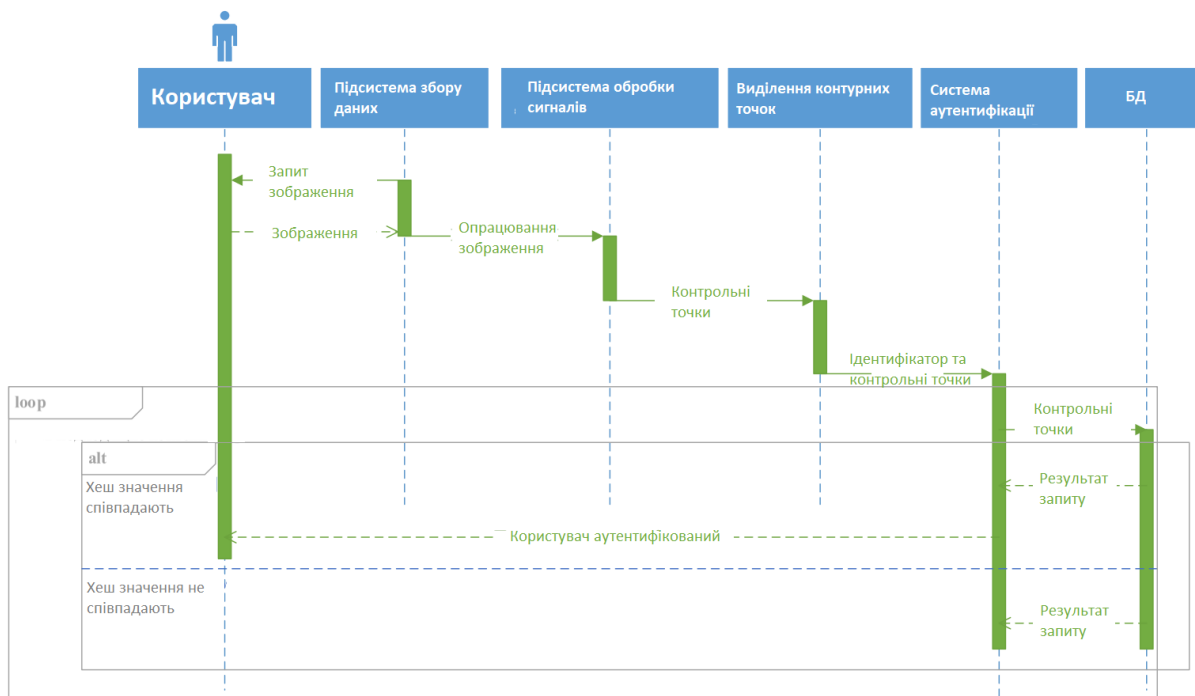 Користувач
Підсистема збору
даних
Підсистема обробки
сигналів
Виділення контурних
точок
Система
аутентифікації
БД
Запит
зображення
Зображення
Опрацювання
зображення
Контрольні
точки
Ідентифікатор та
контрольні точки
loop
Контрольні
точки
alt
Хеш значення
співпадають
Результат
запиту
Користувач аутентифікований
Хеш значення не
співпадають
Результат
запиту